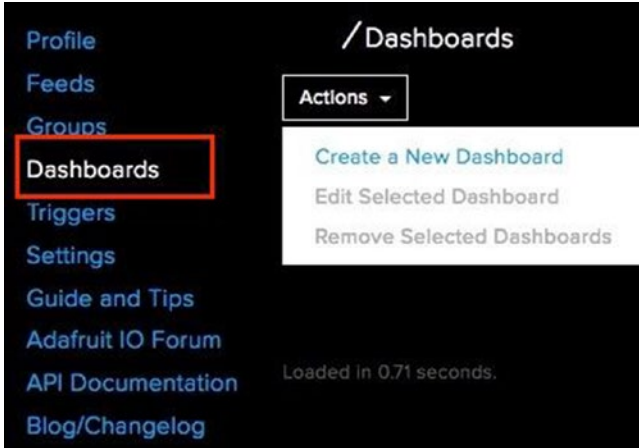 Profile
Feeds
Groups
Dashboards
Triggers
Settings
Guide and Tips
Adafruit IO Forum
API Documentation
Blog/Changelog
/Dashboards
Actions
Create a New Dashboard
Edit Selected Dashboard
Remove Selected Dashboards
Loaded in 0.71 seconds.